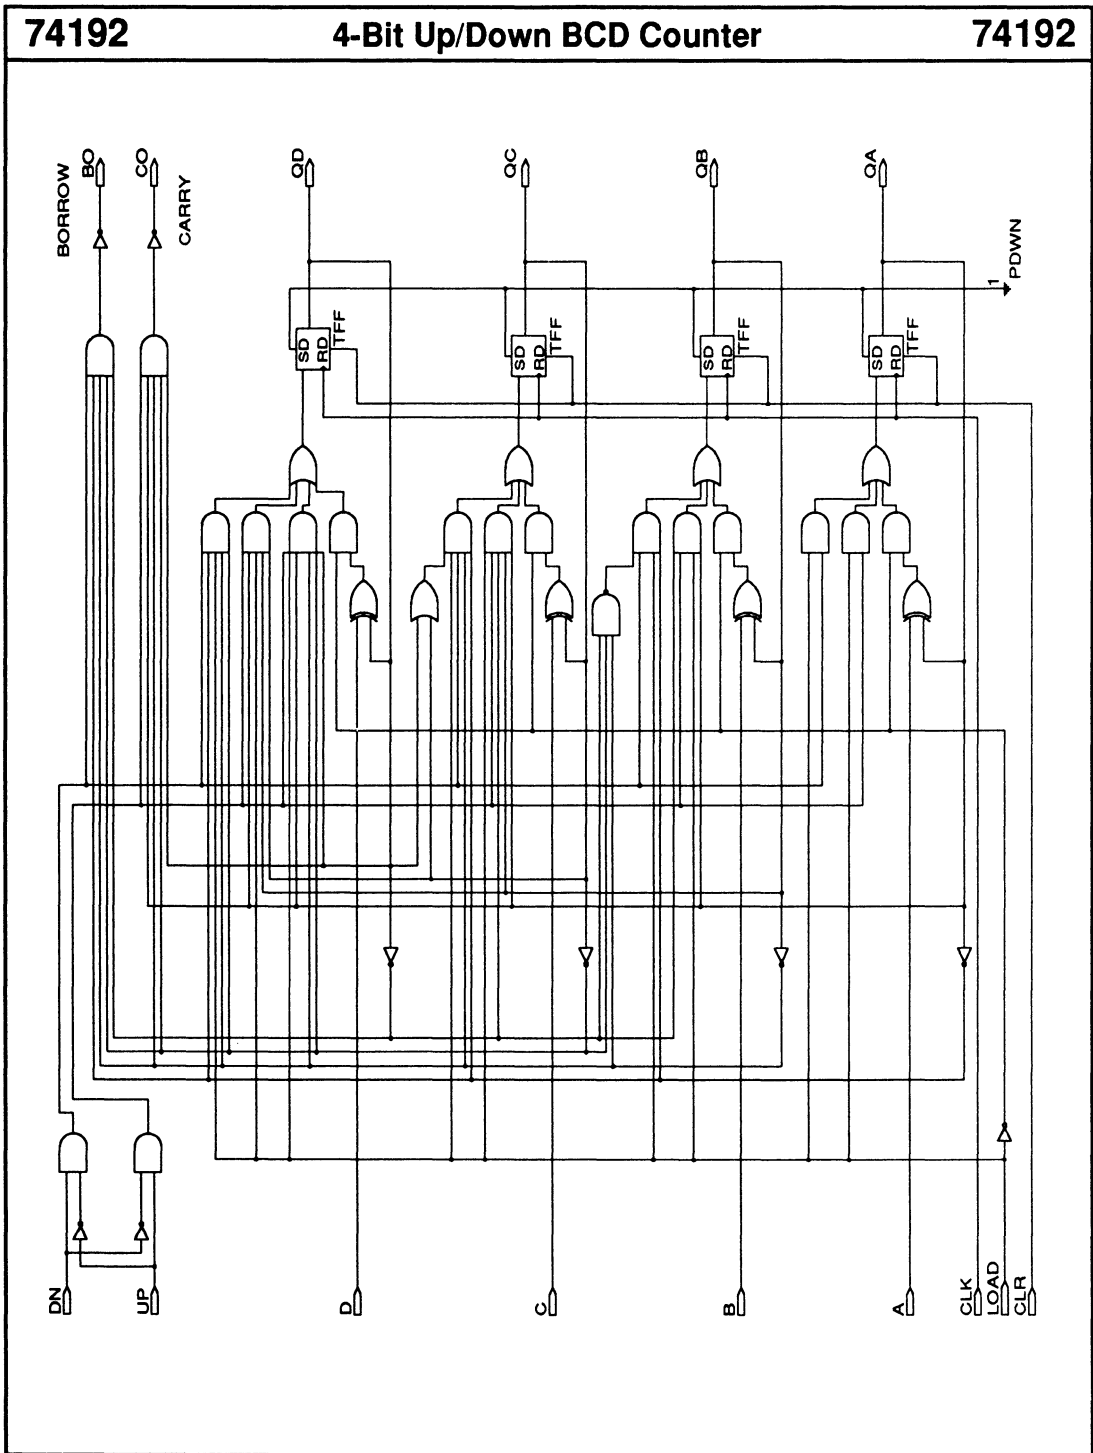 74192 4-Bit Up/Down BCD Counter 74192
BORROW
BO
CO
CARRY
QD
QC
QB
QA
SD
RD
TFF
SD
RD
TFF
SD
RD
TFF
SD
RD
TFF
1
PDWN
DN
UP
D
C
B
A
CLK
LOAD
CLR